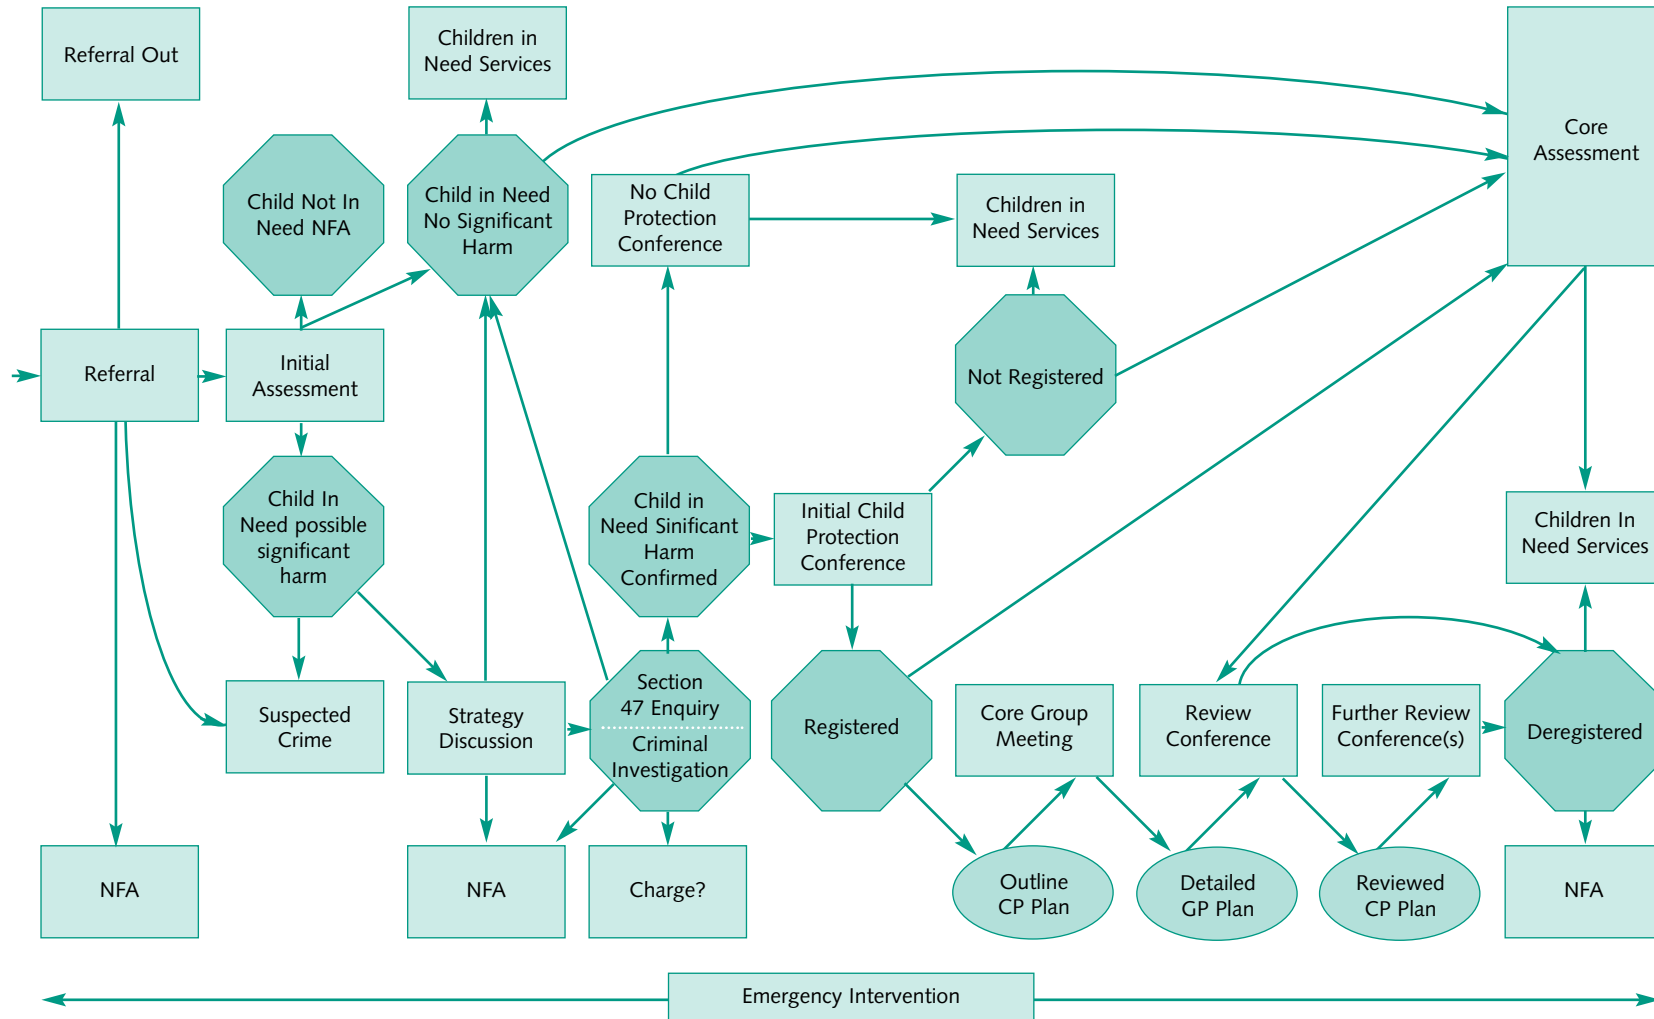 Referral Out
Children in
Need Services
Core
Assessment
Child Not In
Need NFA
Child in Need
No Significant
Harm
No Child
Protection
Conference
Children in
Need Services
Referral
Initial
Assessment
Not Registered
Child In
Need possible
significant
harm
Child in
Need Sinificant
Harm
Confirmed
Initial Child
Protection
Conference
Children In
Need Services
Suspected
Crime
Strategy
Discussion
Section
47 Enquiry
Criminal
Investigation
Registered
Core Group
Meeting
Review
Conference
Further Review
Conference(s)
Deregistered
NFA
NFA
Charge?
Outline
CP Plan
Detailed
GP Plan
Reviewed
CP Plan
NFA
Emergency Intervention